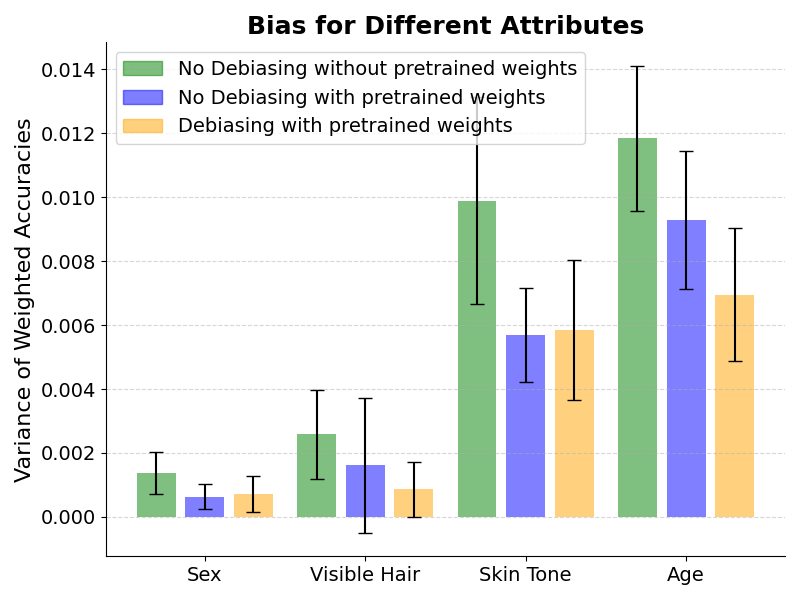 Bias for Different Attributes
No Debiasing without pretrained weights
No Debiasing with pretrained weights
Debiasing with pretrained weights
Variance of Weighted Accuracies
0.014
0.012
0.010
0.008
0.006
0.004
0.002
0.000
Sex
Visible Hair
Skin Tone
Age